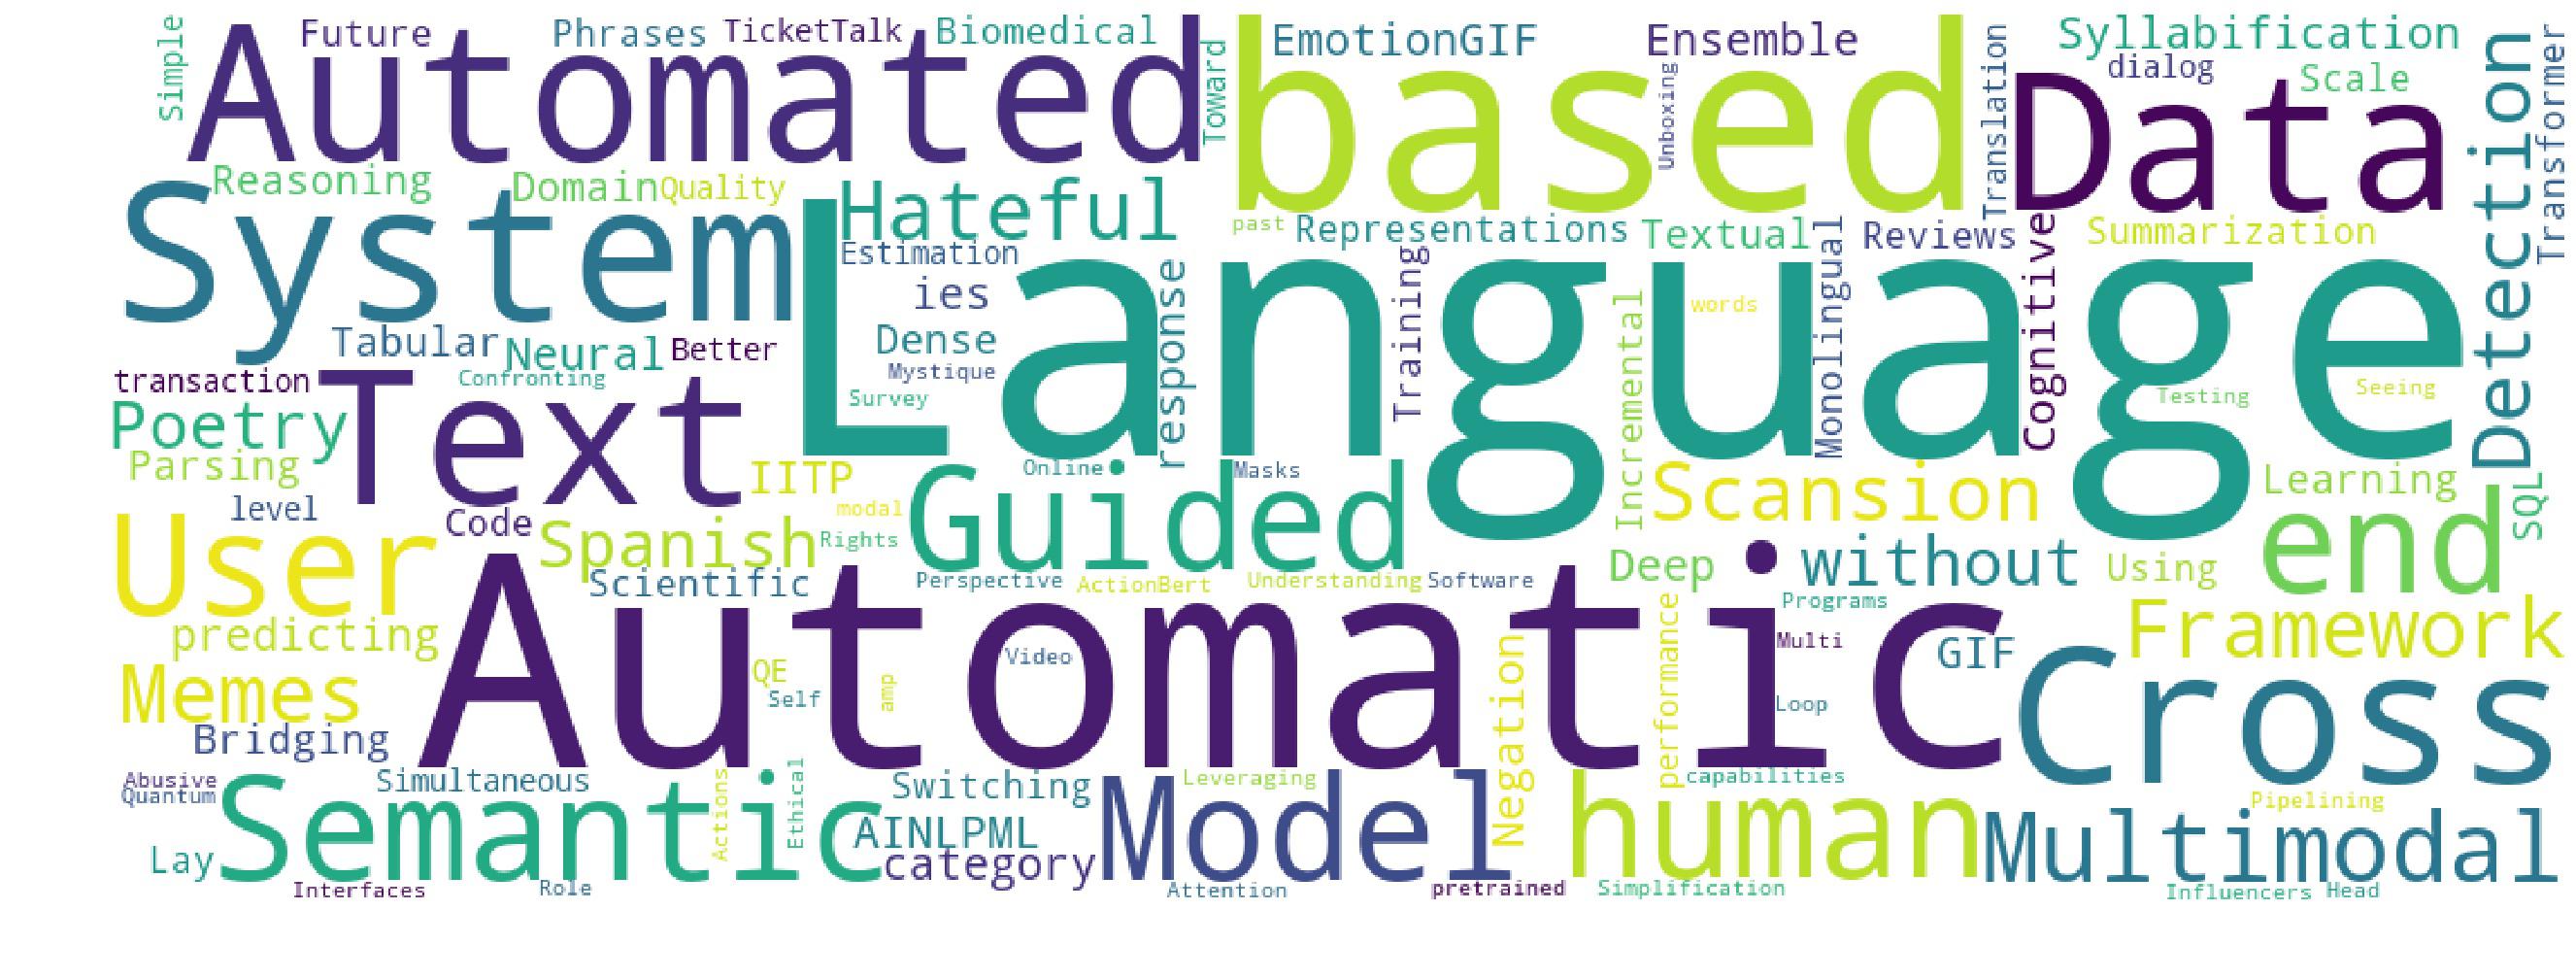 Simple
Automated
Future
Phrases
TicketTalk
Biomedical
Toward
based
EmotionGIF
Ensemble
Unboxing
Translation
Data
Syllabification
dialog
Scale
Detection
Transformer
System
Reasoning
Domain
Quality
Language
Hateful
Estimation
ies
Dense
Mystique
Survey
response
past
Representations
Textual
Training
Reviews
Monolingual
Incremental
words
Cognitive
Summarization
Testing
Seeing
Tabular
Neural
Better
transaction
Confronting
Text
Poetry
Parsing
level
IITP
modal
Guided
Online
Masks
Scansion
Learning
SQL
User
Code
Spanish
Rights
Scientific
Perspective
ActionBert
Understanding
Software
Deep
without
Using
end
predicting
Automatic
Programs
Multi
Loop
GIF
Framework
Cross
Memes
QE
Self
amp
Video
Negation
performance
Bridging
Abusive
Quantum
Simultaneous
Semantic
Actions
Ethical
Switching
AINLPML
category
Model
Leveraging
human
capabilities
Multimodal
Pipelining
Lay
Interfaces
Role
Attention
pretrained
Simplification
Influencers
Head